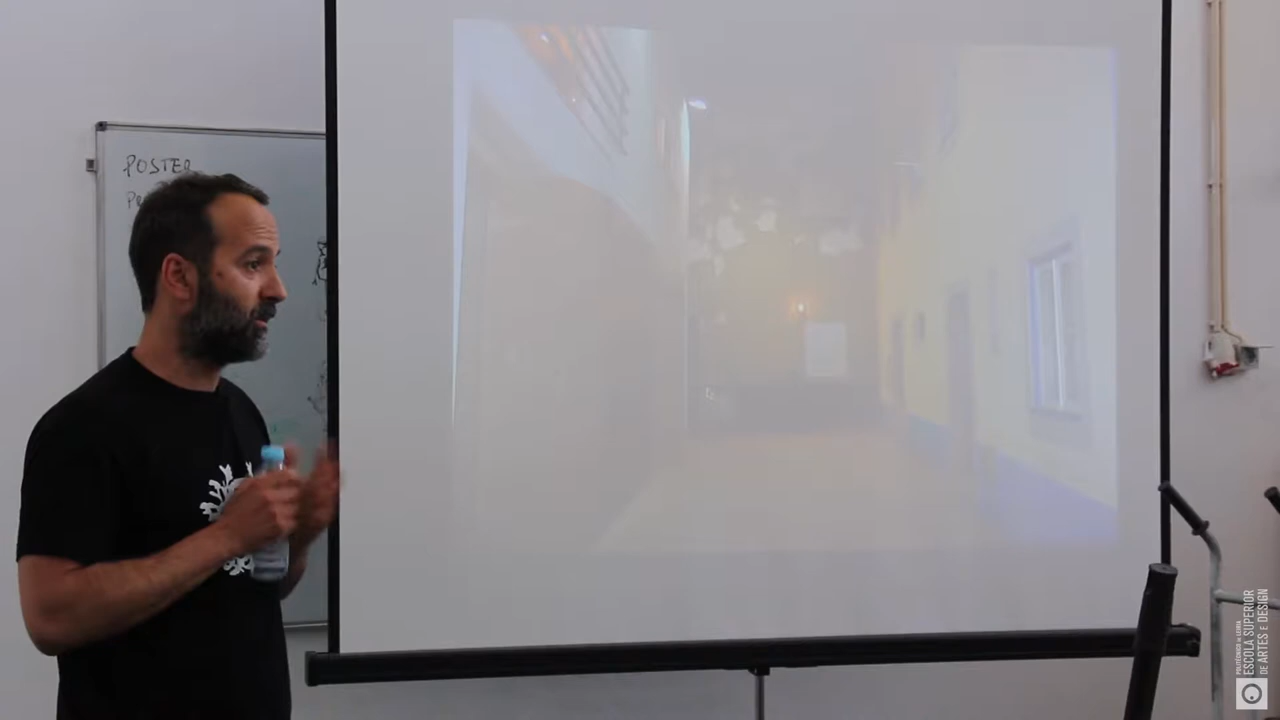 POSTER
POLITÉCNICO DE LEIRIA
ESCOLA SUPERIOR
DE ARTES E DESIGN